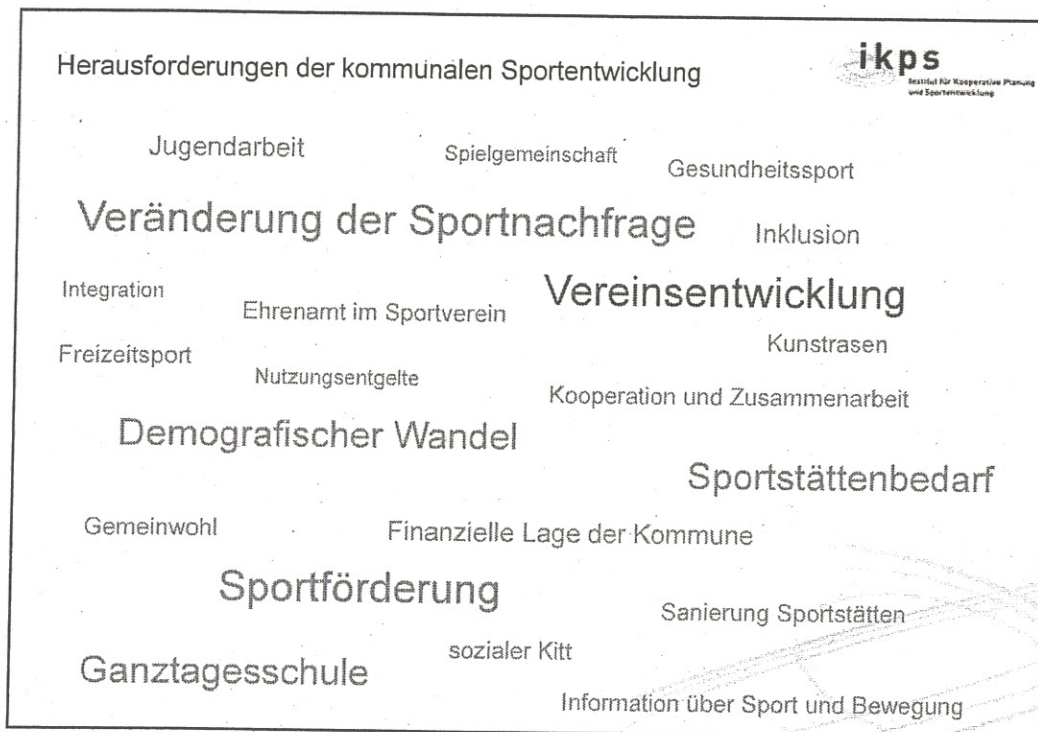 Herausforderungen der kommunalen Sportentwicklung
ikps
Institut für Kooperative Planung
und Sportentwicklung
Jugendarbeit
Spielgemeinschaft
Gesundheitssport
Veränderung der Sportnachfrage
Inklusion
Integration
Ehrenamt im Sportverein
Vereinsentwicklung
Kunstrasen
Freizeitsport
Nutzungsentgelte
Kooperation und Zusammenarbeit
Demografischer Wandel
Sportstättenbedarf
Gemeinwohl
Finanzielle Lage der Kommune
Sportförderung
Sanierung Sportstätten
sozialer Kitt
Ganztagesschule
Information über Sport und Bewegung